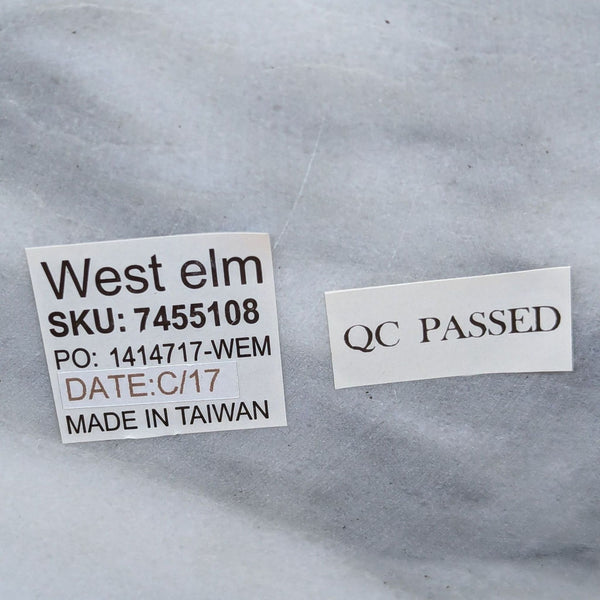 West elm
SKU: 7455108
PO: 1414717-WEM
DATE:C/17
MADE IN TAIWAN
QC PASSED